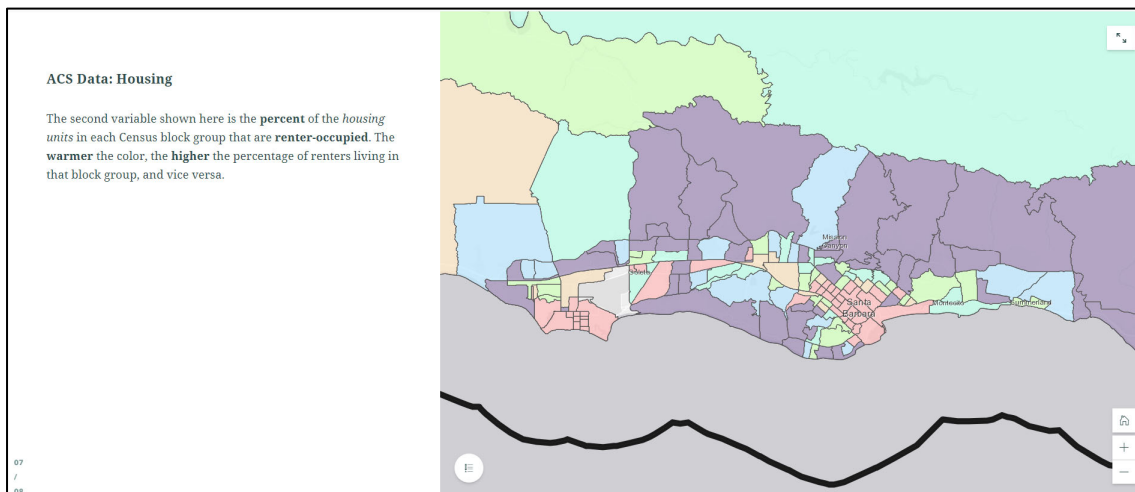 ACS Data: Housing
The second variable shown here is the percent of the housing
units in each Census block group that are renter-occupied. The
warmer the color, the higher the percentage of renters living in
that block group, and vice versa.
Mission
Canyon
Goleta
Santa
Barbara
Montecito
Summerland
07
/
08